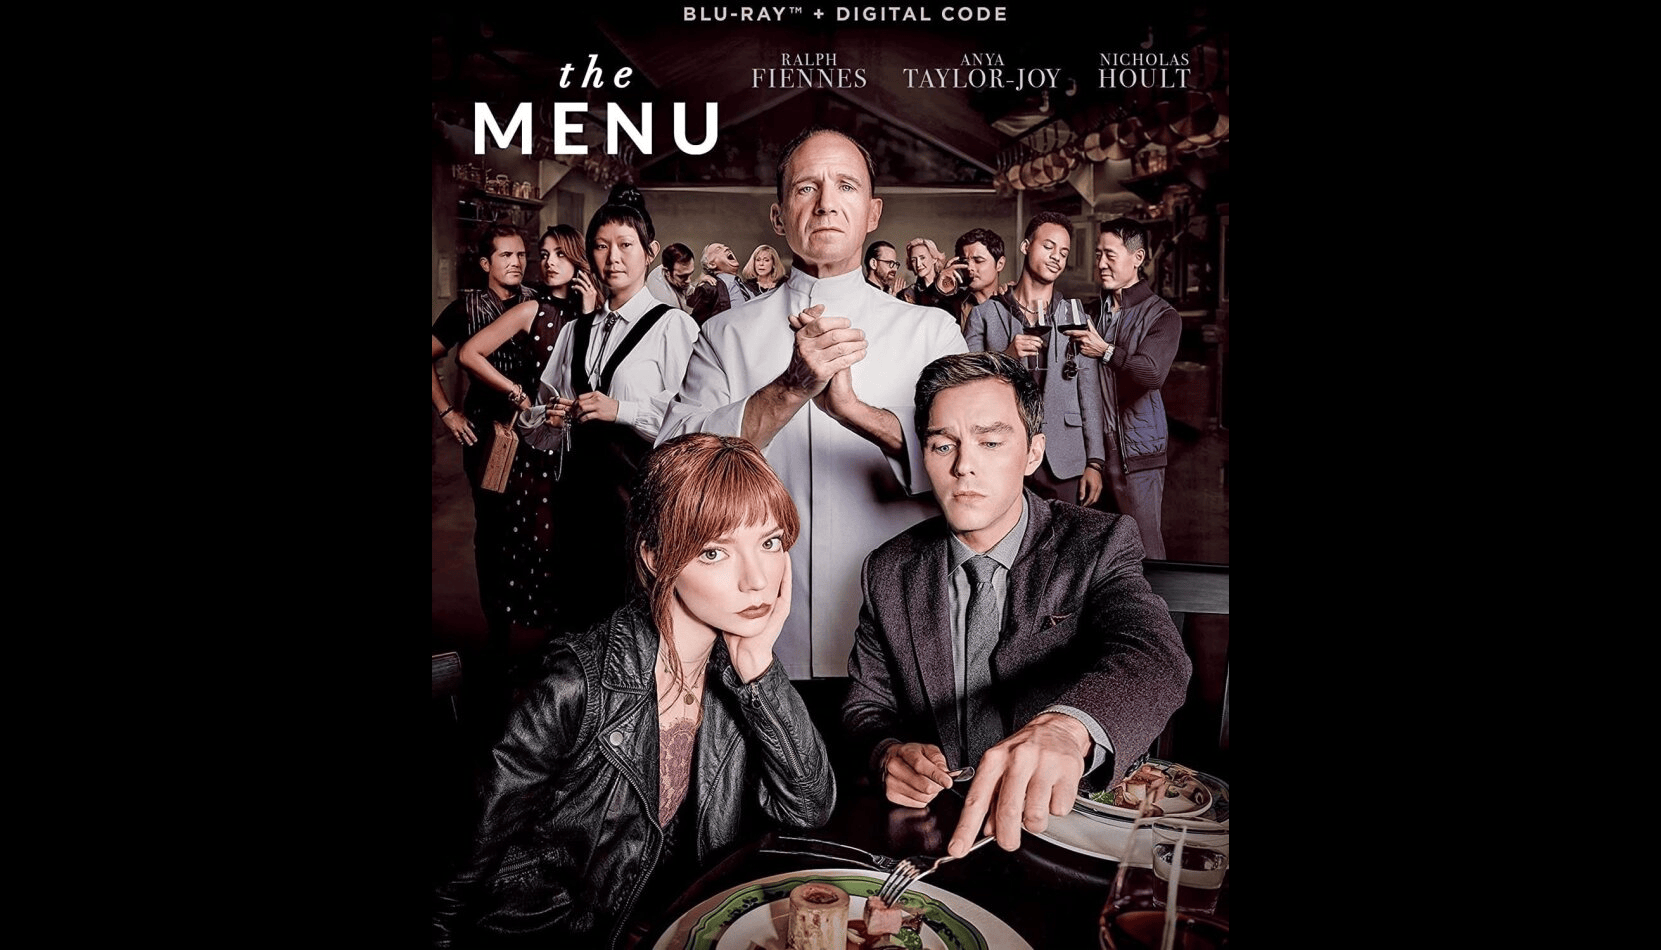 BLU-RAY™ + DIGITAL CODE
the
MENU
RALPH
FIENNES
ANYA
TAYLOR-JOY
NICHOLAS
HOULT